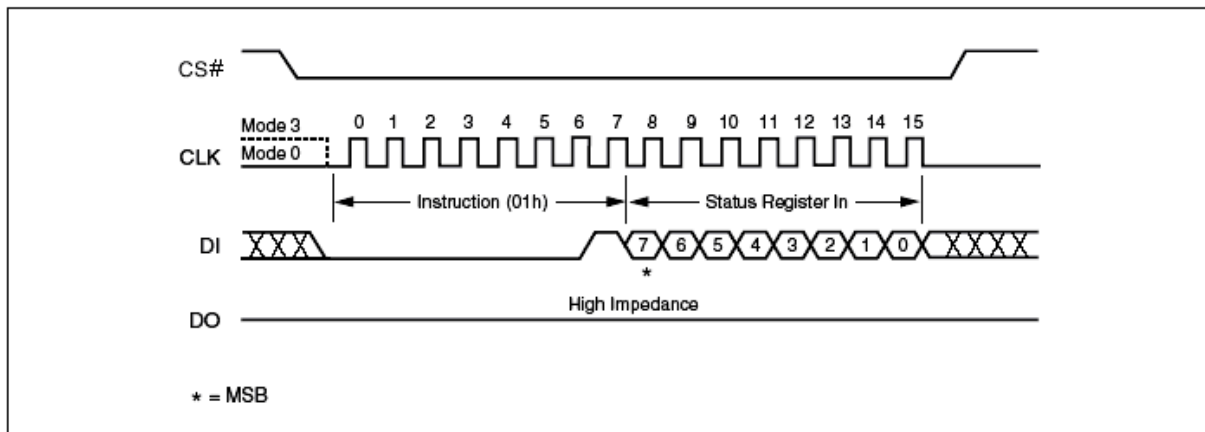 CS#
Mode 3
0 1 2 3 4 5 6 7 8 9 10 11 12 13 14 15
CLK
Mode 0
Instruction (01h)
Status Register In
DI
7 6 5 4 3 2 1 0
*
High Impedance
DO
* = MSB